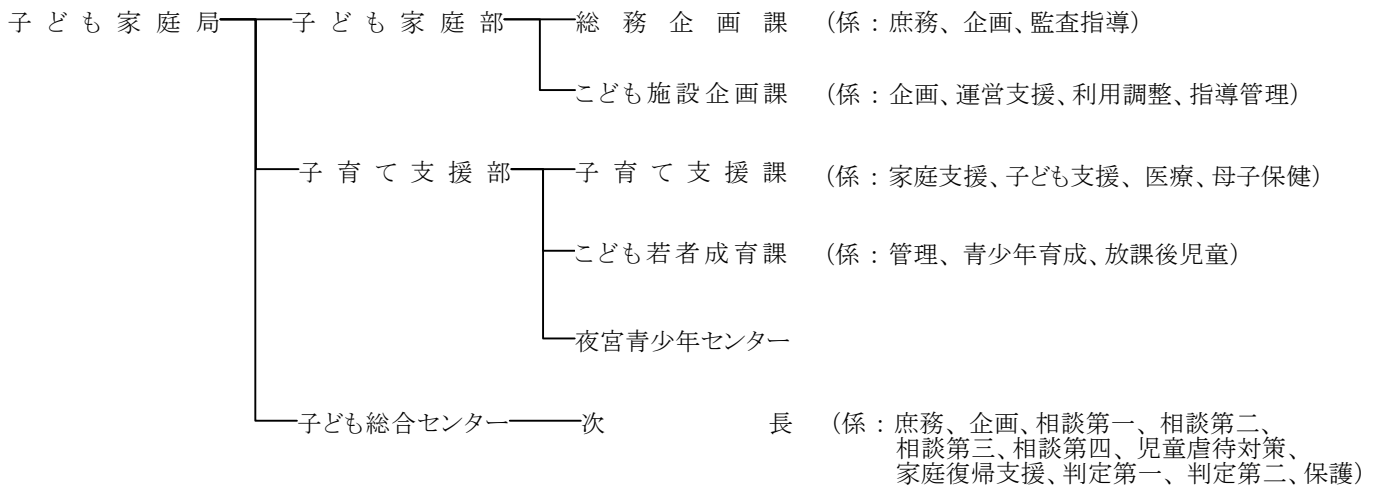 子ども家庭局 子ども家庭部 総務企画課 (係：庶務、企画、監査指導)
こども施設企画課 (係：企画、運営支援、利用調整、指導管理)
子育て支援部 子育て支援課 (係：家庭支援、子ども支援、医療、母子保健)
こども若者成育課 (係：管理、青少年育成、放課後児童)
夜宮青少年センター
子ども総合センター 次長 (係：庶務、企画、相談第一、相談第二、
相談第三、相談第四、児童虐待対策、
家庭復帰支援、判定第一、判定第二、保護)